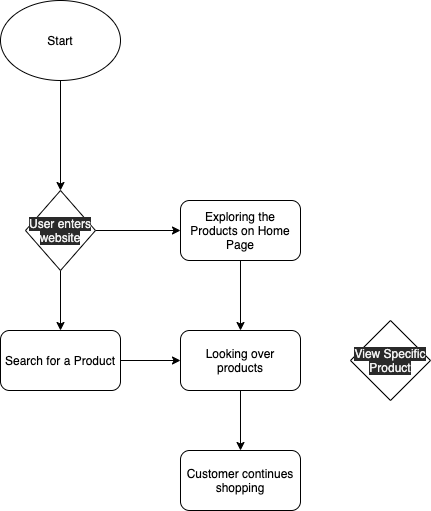 Start
User enters
website
Exploring the
Products on Home
Page
Search for a Product
Looking over
products
View Specific
Product
Customer continues
shopping